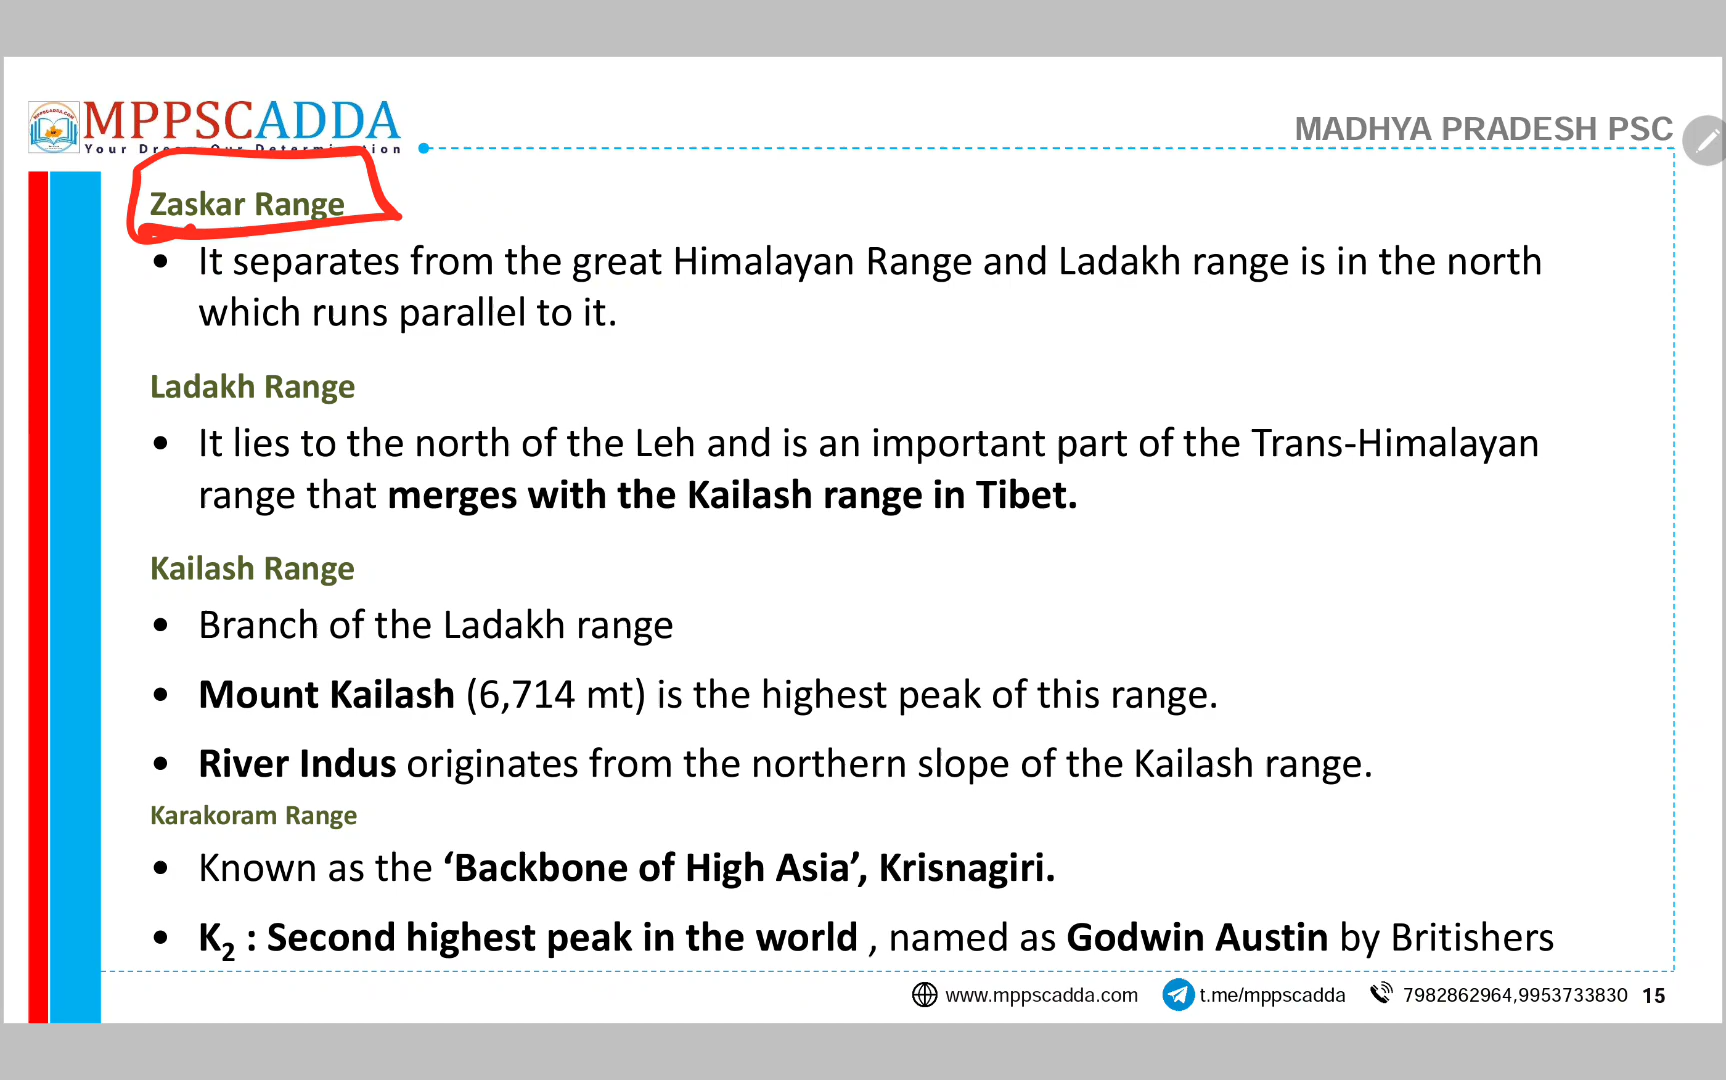 MPPSCADDA
Your Dream Our Determination
MADHYA PRADESH PSC
Zaskar Range
• It separates from the great Himalayan Range and Ladakh range is in the north
which runs parallel to it.
Ladakh Range
• It lies to the north of the Leh and is an important part of the Trans-Himalayan
range that merges with the Kailash range in Tibet.
Kailash Range
• Branch of the Ladakh range
• Mount Kailash (6,714 mt) is the highest peak of this range.
• River Indus originates from the northern slope of the Kailash range.
Karakoram Range
• Known as the ‘Backbone of High Asia’, Krisnagiri.
• K2 : Second highest peak in the world , named as Godwin Austin by Britishers
www.mppscadda.com t.me/mppscadda 7982862964,9953733830 15